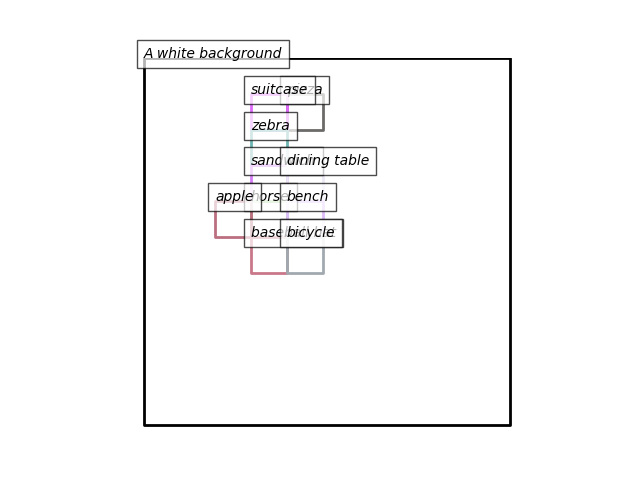 A white background
suitcase pizza
zebra
sandwich dining table
apple horse bench
baseball bat bicycle